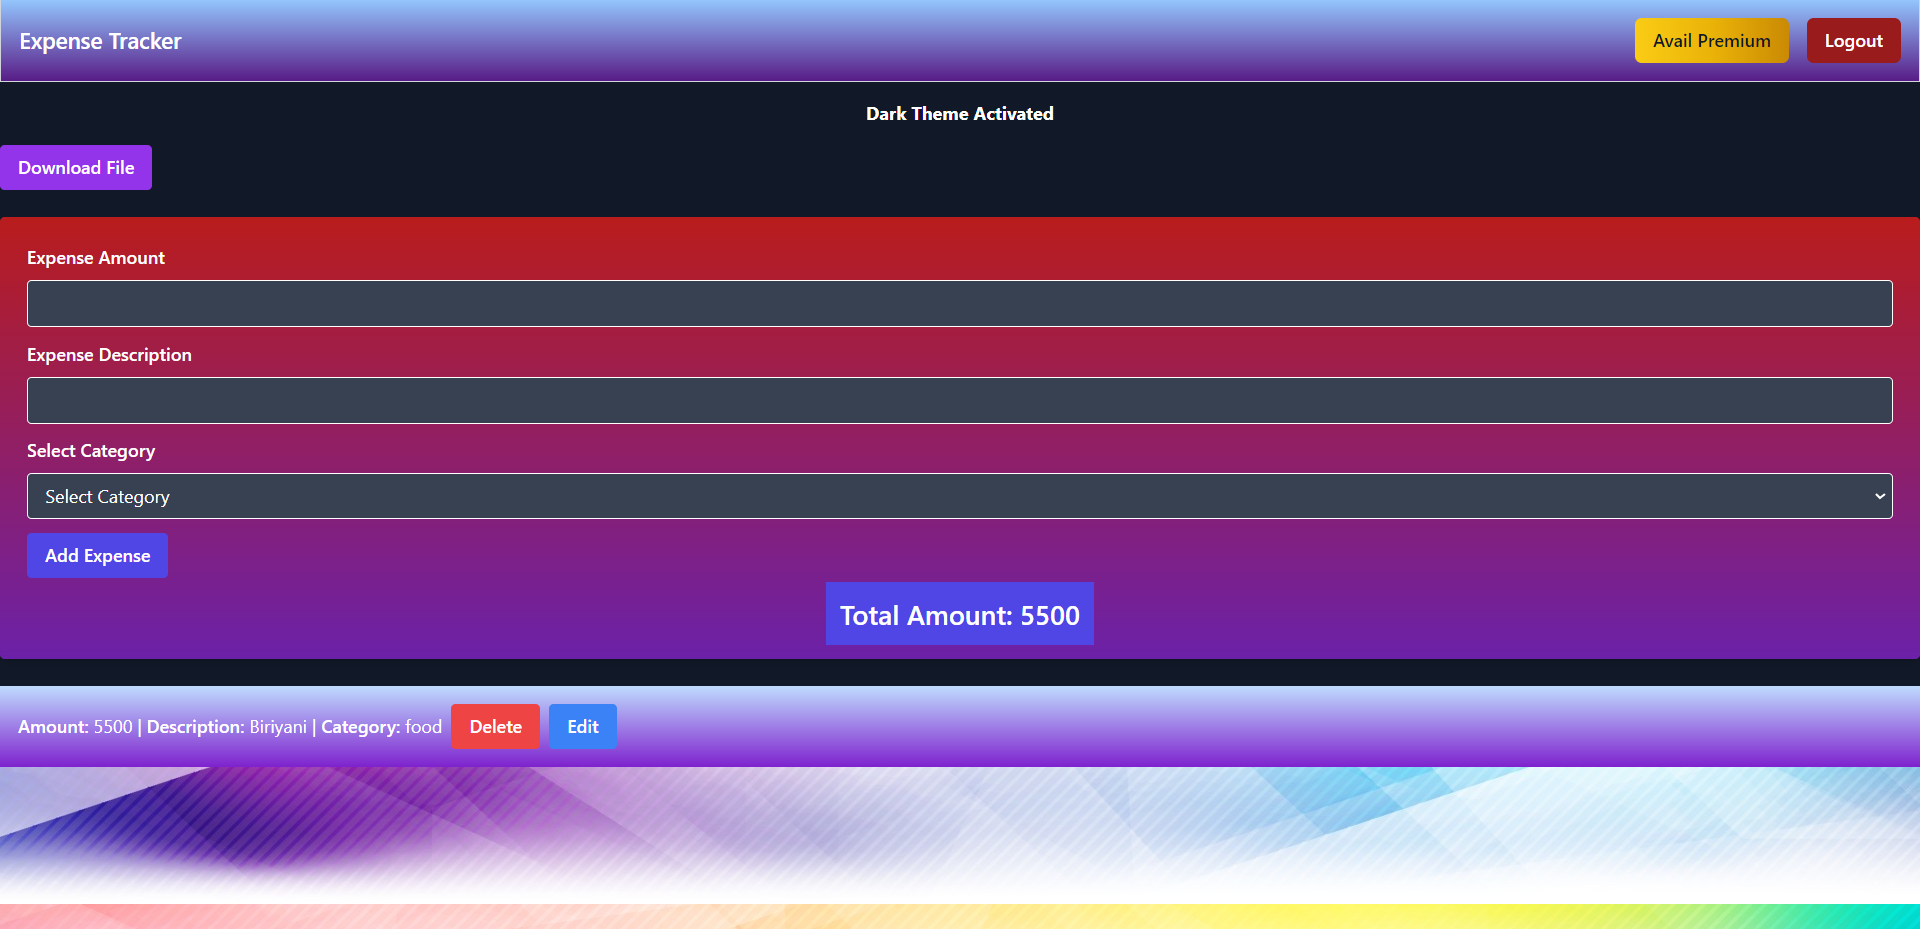 Expense Tracker
Avail Premium
Logout
Dark Theme Activated
Download File
Expense Amount
Expense Description
Select Category
Select Category
Add Expense
Total Amount: 5500
Amount: 5500 | Description: Biriyani | Category: food
Delete
Edit